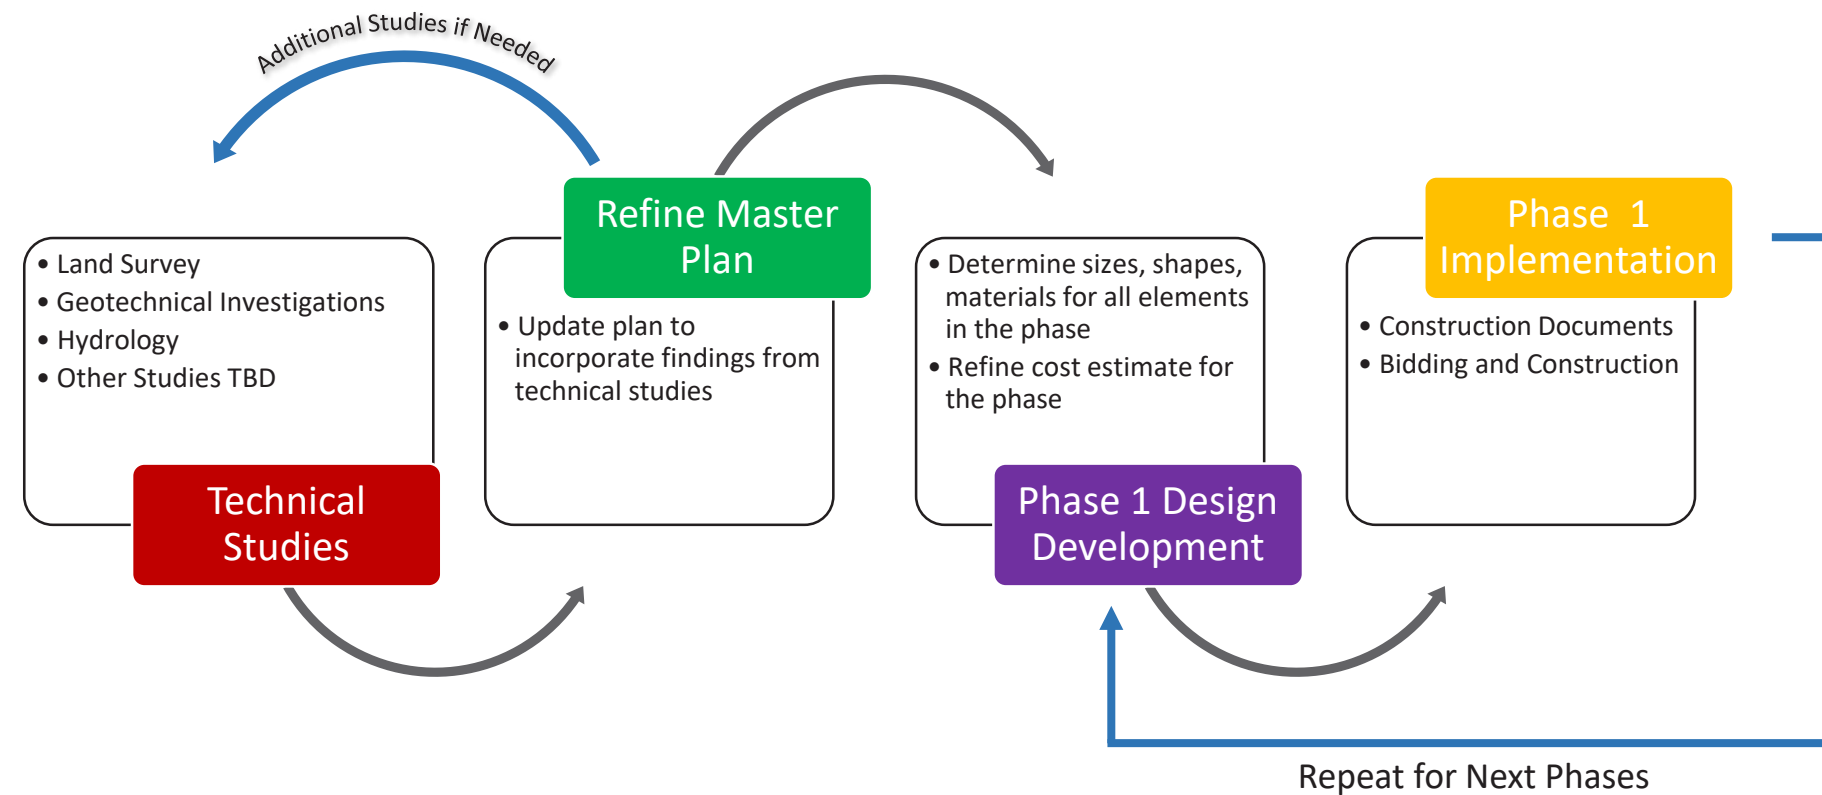 Additional Studies if Needed
• Land Survey
• Geotechnical Investigations
• Hydrology
• Other Studies TBD
Technical
Studies
Refine Master
Plan
• Update plan to
incorporate findings from
technical studies
• Determine sizes, shapes,
materials for all elements
in the phase
• Refine cost estimate for
the phase
Phase 1 Design
Development
Phase 1
Implementation
• Construction Documents
• Bidding and Construction
Repeat for Next Phases